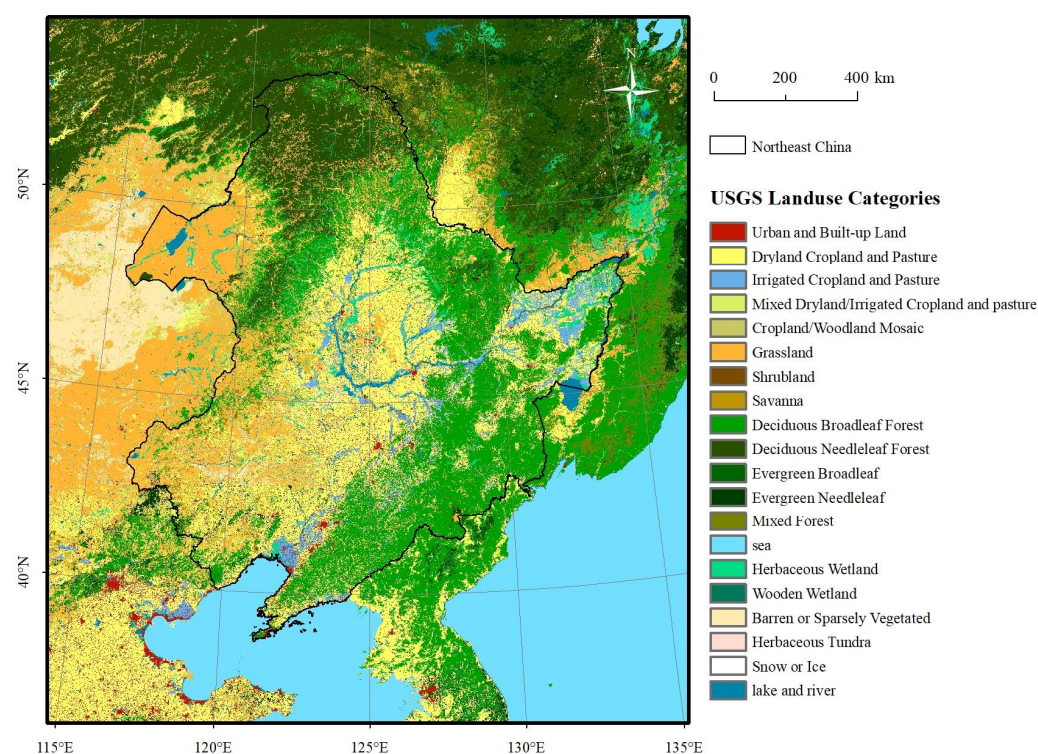 N
0 200 400 km
Northeast China
USGS Landuse Categories
Urban and Built-up Land
Dryland Cropland and Pasture
Irrigated Cropland and Pasture
Mixed Dryland/Irrigated Cropland and pasture
Cropland/Woodland Mosaic
Grassland
Shrubland
Savanna
Deciduous Broadleaf Forest
Deciduous Needleleaf Forest
Evergreen Broadleaf
Evergreen Needleleaf
Mixed Forest
sea
Herbaceous Wetland
Wooden Wetland
Barren or Sparsely Vegetated
Herbaceous Tundra
Snow or Ice
lake and river
50°N
45°N
40°N
115°E 120°E 125°E 130°E 135°E